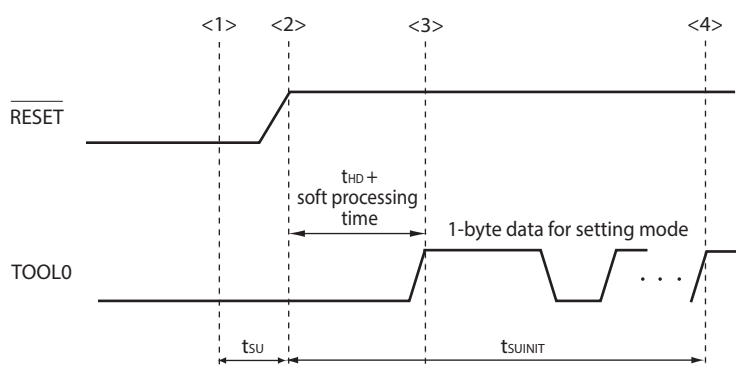 <1> <2> <3> <4>
RESET
tHD +
soft processing
time
1-byte data for setting mode
TOOL0
. . .
tSU
tSUINIT